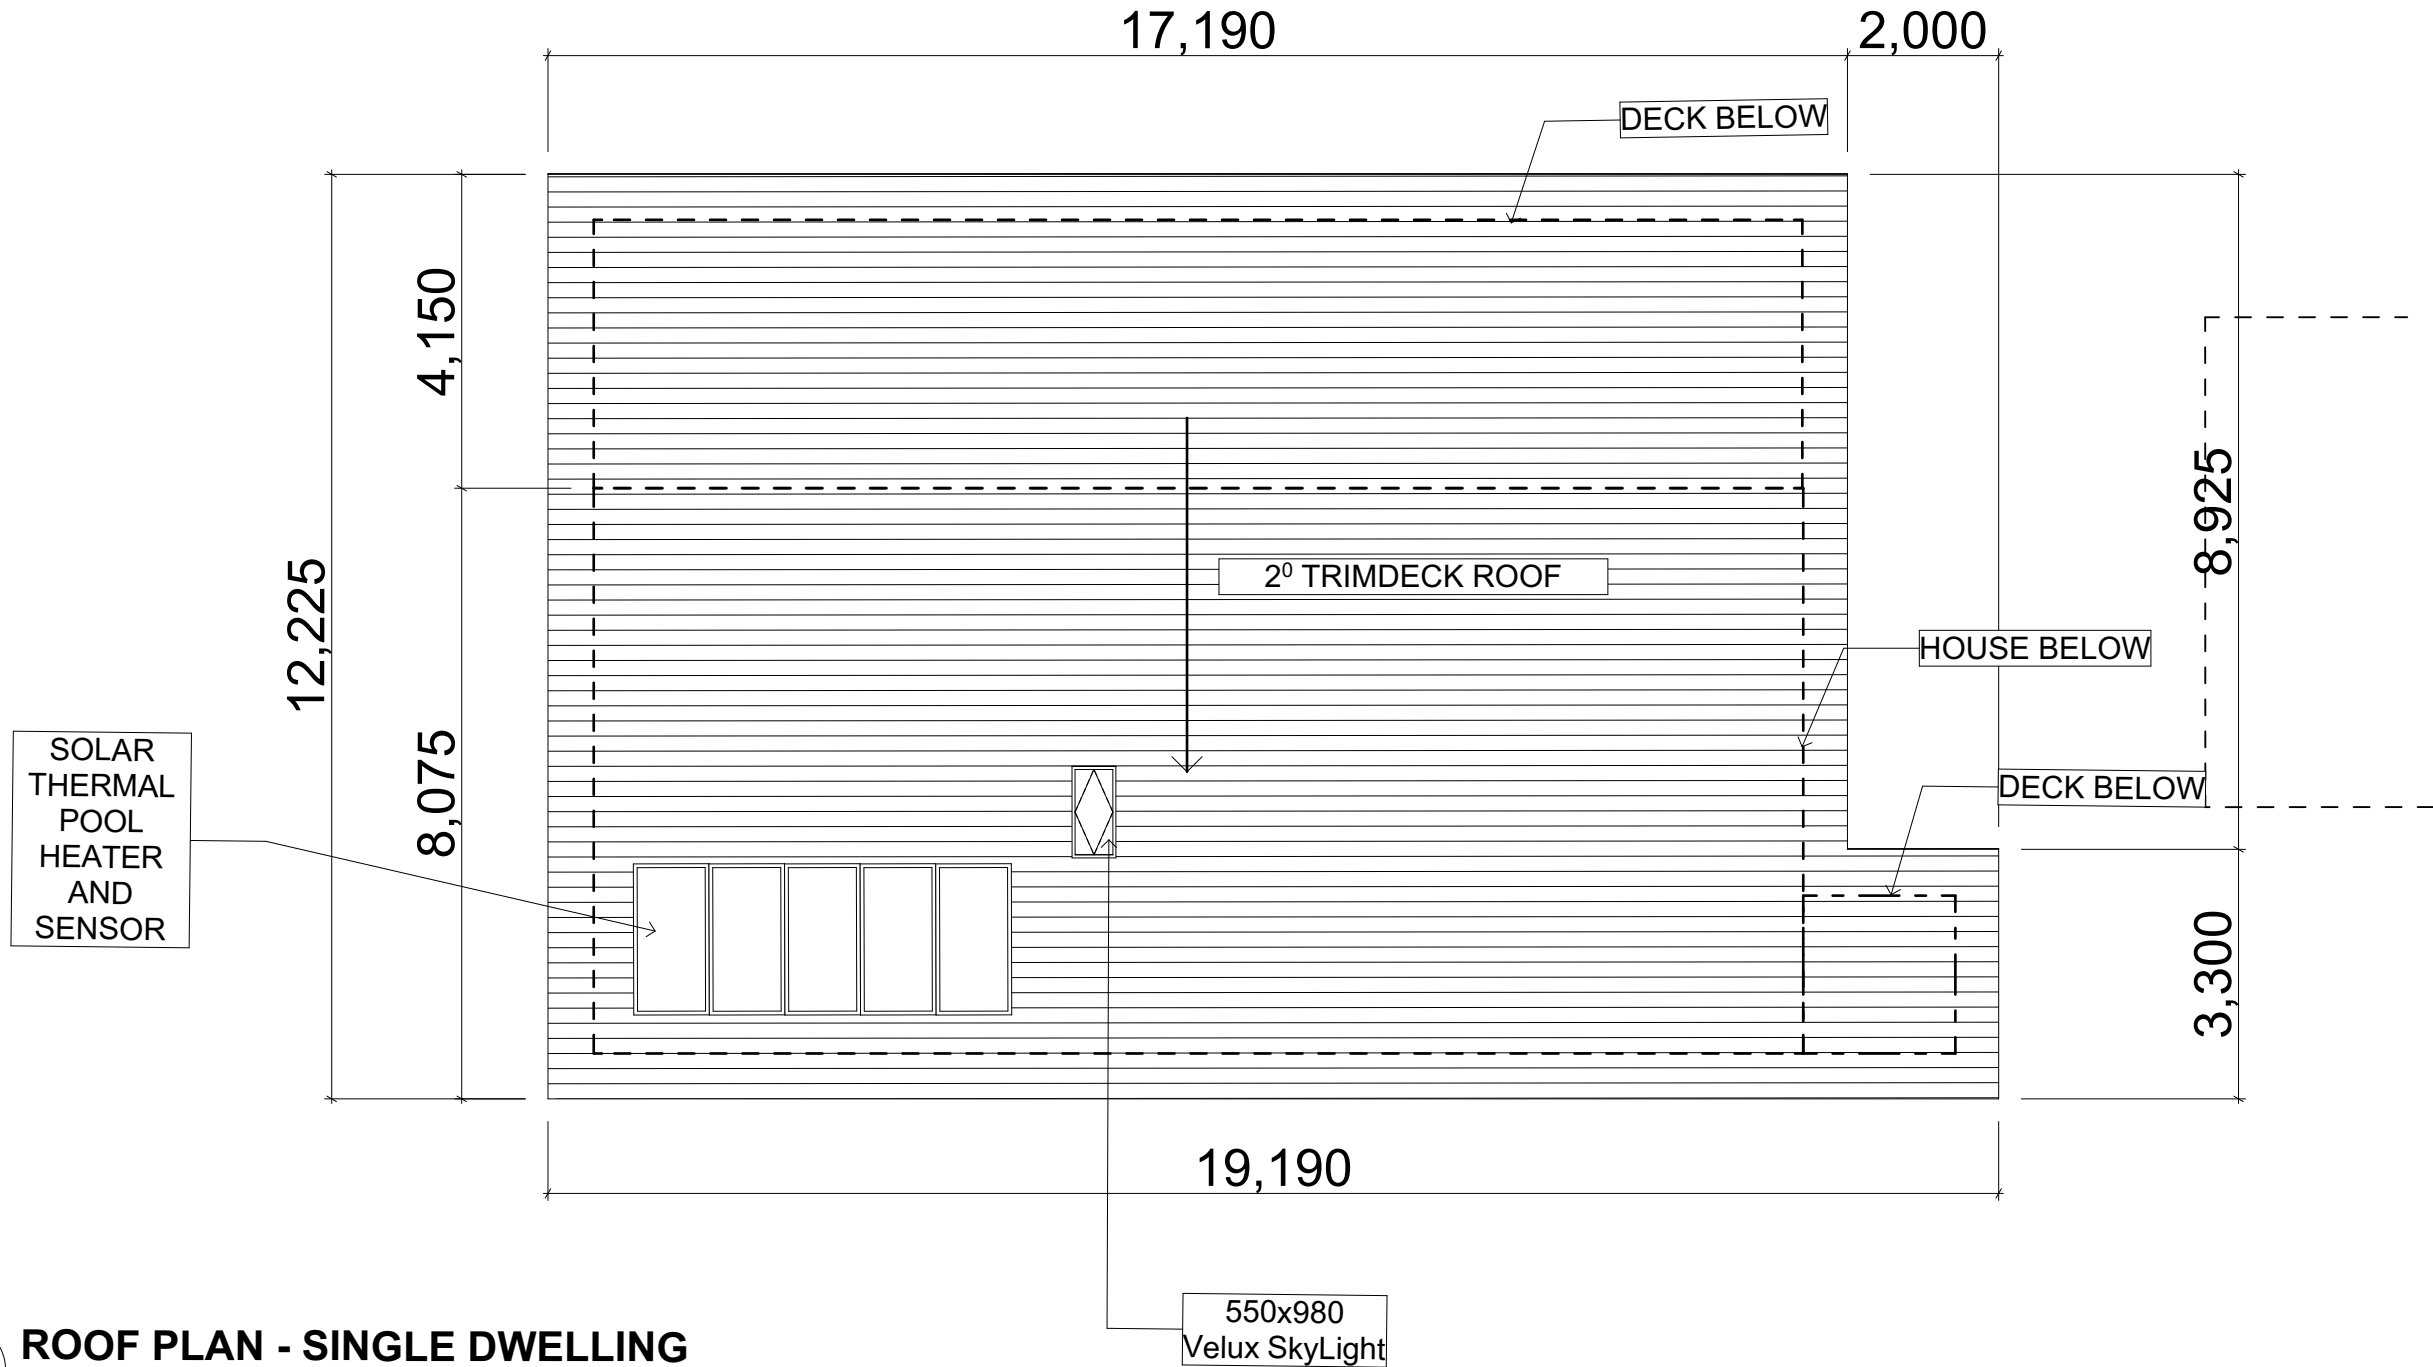 17,190
2,000
DECK BELOW
4,150
8,925
12,225
2⁰ TRIMDECK ROOF
HOUSE BELOW
SOLAR
THERMAL
POOL
HEATER
AND
SENSOR
8,075
DECK BELOW
3,300
19,190
550x980
Velux SkyLight
ROOF PLAN - SINGLE DWELLING